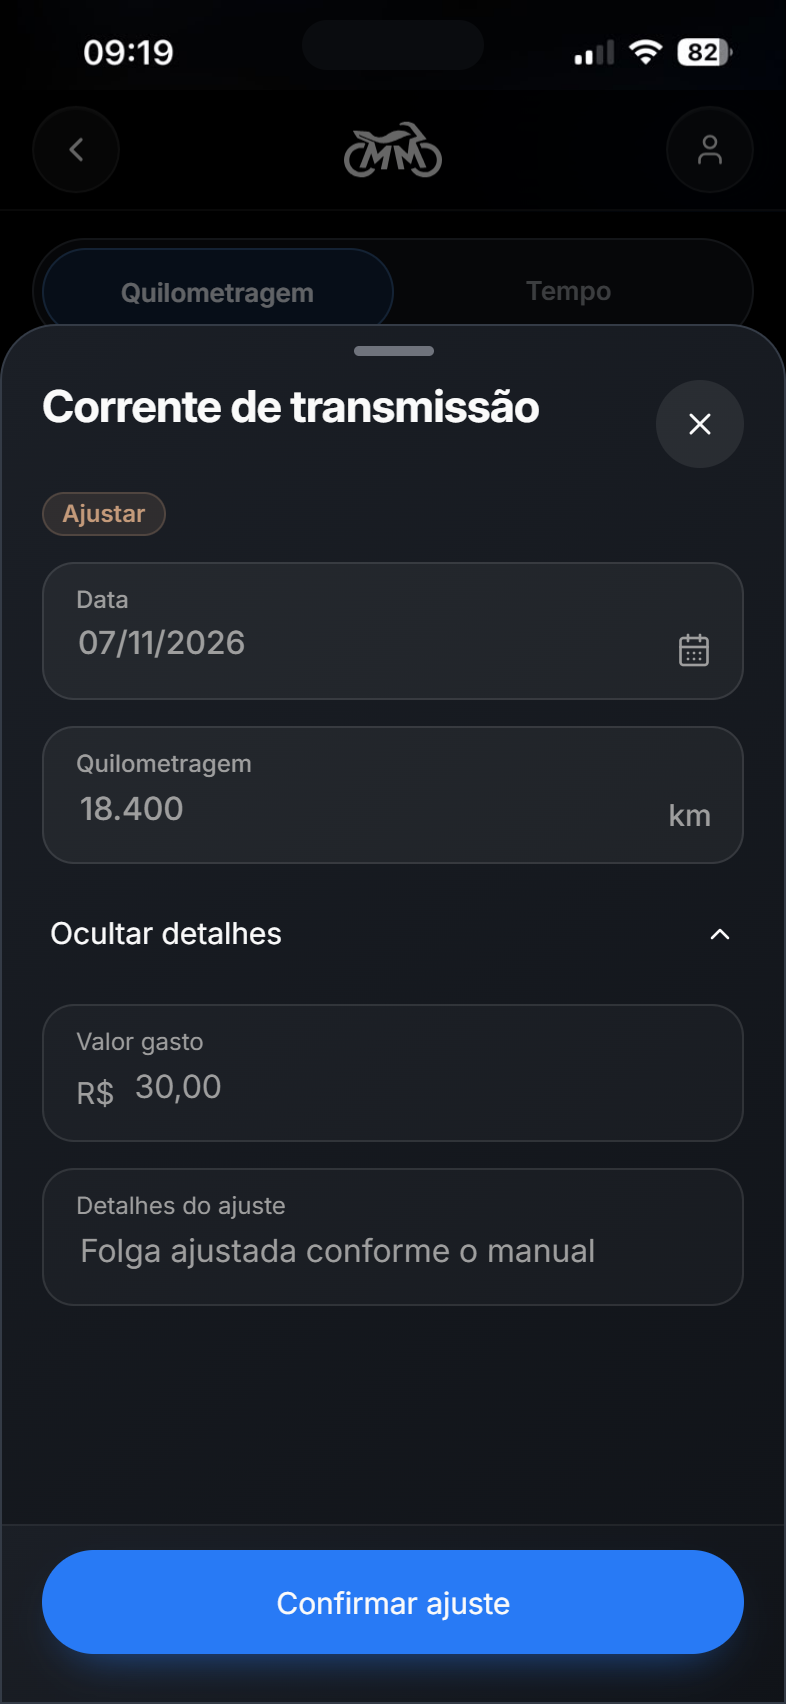 09:19
82
MM
Quilometragem
Tempo
Corrente de transmissão
Ajustar
Data
07/11/2026
Quilometragem
18.400
km
Ocultar detalhes
Valor gasto
R$ 30,00
Detalhes do ajuste
Folga ajustada conforme o manual
Confirmar ajuste